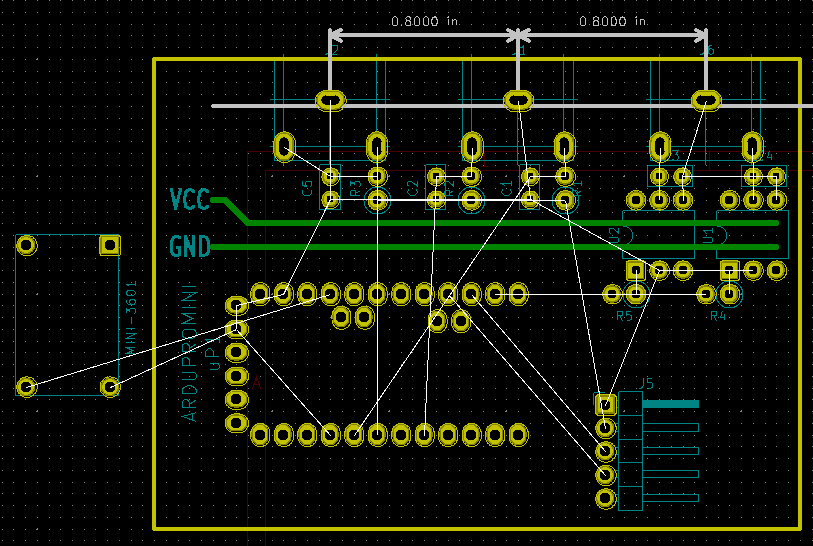 0.8000 in.
0.8000 in.
C5
R3
C2
R2
C1
R1
VCC
GND
U2
U1
MINI-3601
ARDUPROMINI
UP1
R5
R4
J5